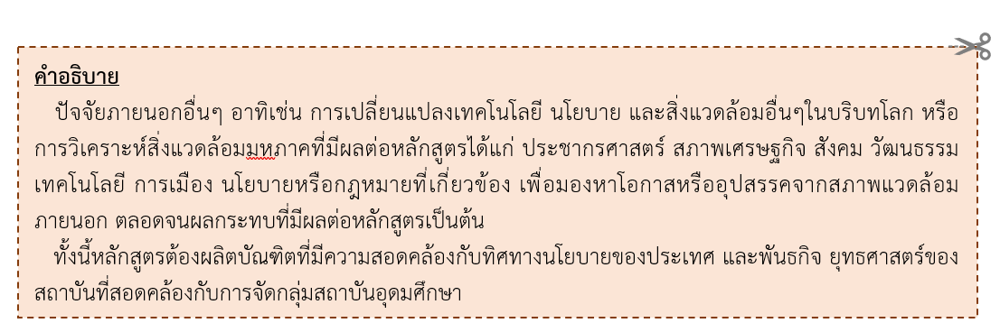 คำอธิบาย
ปัจจัยภายนอกอื่นๆ อาทิเช่น การเปลี่ยนแปลงเทคโนโลยี นโยบาย และสิ่งแวดล้อมอื่นๆในบริบทโลก หรือ
การวิเคราะห์สิ่งแวดล้อมมหภาคที่มีผลต่อหลักสูตรได้แก่ ประชากรศาสตร์ สภาพเศรษฐกิจ สังคม วัฒนธรรม
เทคโนโลยี การเมือง นโยบายหรือกฎหมายที่เกี่ยวข้อง เพื่อมองหาโอกาสหรืออุปสรรคจากสภาพแวดล้อม
ภายนอก ตลอดจนผลกระทบที่มีผลต่อหลักสูตรเป็นต้น
ทั้งนี้หลักสูตรต้องผลิตบัณฑิตที่มีความสอดคล้องกับทิศทางนโยบายของประเทศ และพันธกิจ ยุทธศาสตร์ของ
สถาบันที่สอดคล้องกับการจัดกลุ่มสถาบันอุดมศึกษา